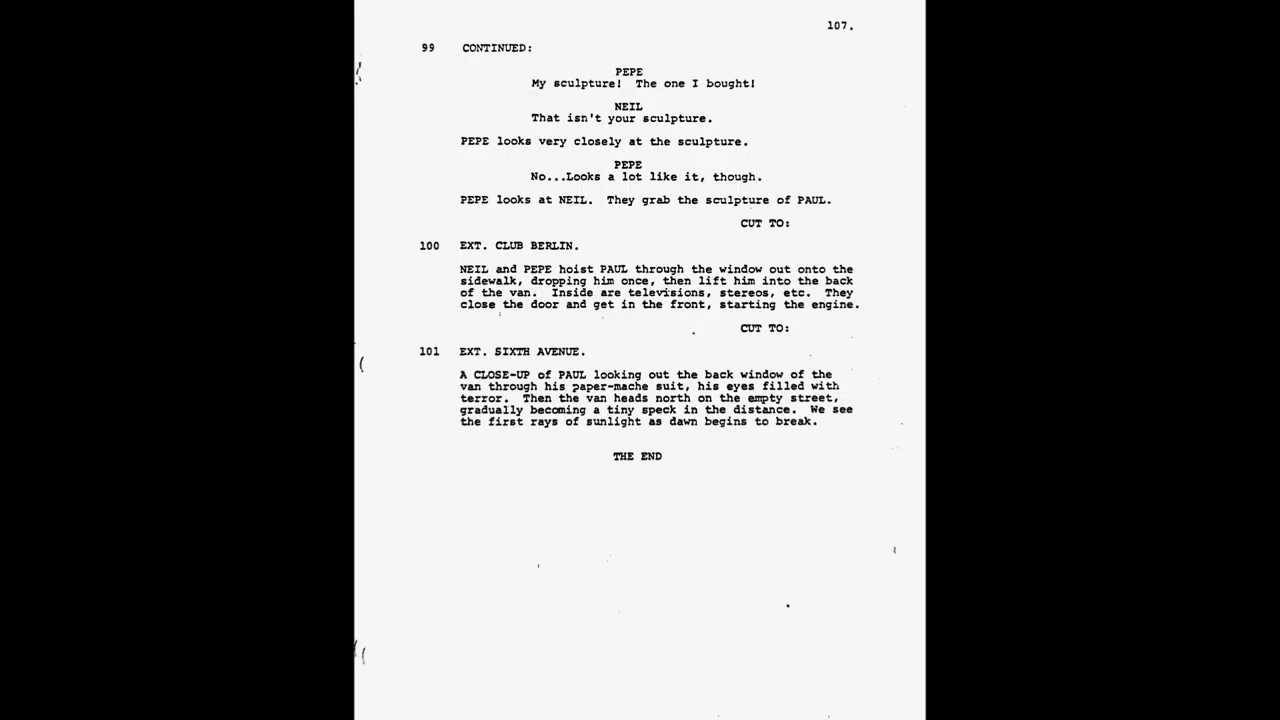 107.
99 CONTINUED:
PEPE
My sculpture! The one I bought!
NEIL
That isn't your sculpture.
PEPE looks very closely at the sculpture.
PEPE
No...Looks a lot like it, though.
PEPE looks at NEIL. They grab the sculpture of PAUL.
CUT TO:
100 EXT. CLUB BERLIN.
NEIL and PEPE hoist PAUL through the window out onto the
sidewalk, dropping him once, then lift him into the back
of the van. Inside are televisions, stereos, etc. They
close the door and get in the front, starting the engine.
CUT TO:
101 EXT. SIXTH AVENUE.
A CLOSE-UP of PAUL looking out the back window of the
van through his paper-mache suit, his eyes filled with
terror. Then the van heads north on the empty street,
gradually becoming a tiny speck in the distance. We see
the first rays of sunlight as dawn begins to break.
THE END